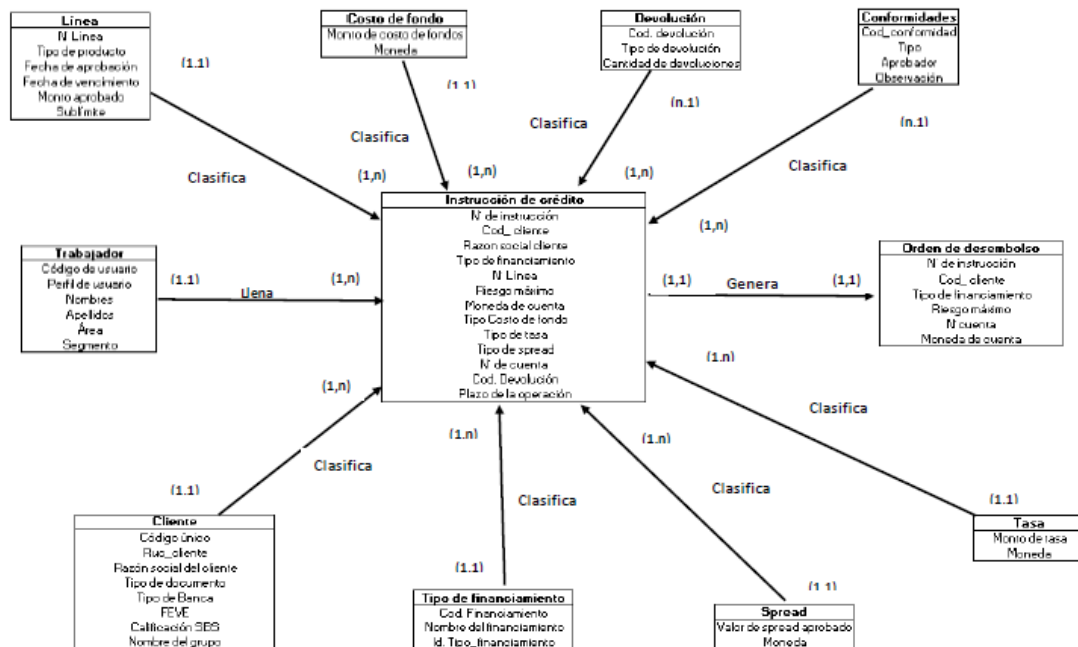 Línea
N Linea
Tipo de producto
Fecha de aprobación
Fecha de vencimiento
Monto aprobado
Sublímite
(1.1)
Clasifica
(1,n)
Costo de fondo
Monto de costo de fondos
Moneda
(1.1)
Clasifica
(1,n)
Devolución
Cod. devolución
Tipo de devolución
Cantidad de devoluciones
(n.1)
Clasifica
(1,n)
Conformidades
Cod_conformidad
Tipo
Aprobador
Observación
(n.1)
Clasifica
(1,n)
Instrucción de crédito
N° de instrucción
Cod_ cliente
Razon social cliente
Tipo de financiamiento
N Linea
Riesgo máximo
Moneda de cuenta
Tipo Costo de fondo
Tipo de tasa
Tipo de spread
N° de cuenta
Cod. Devolución
Plazo de la operación
Trabajador
Código de usuario
Perfil de usuario
Nombres
Apellidos
Área
Segmento
(1.1)
Llena
(1,n)
(1,1)
Genera
(1,1)
Orden de desembolso
N° de instrucción
Cod_ cliente
Tipo de financiamiento
Riesgo máximo
N° cuenta
Moneda de cuenta
(1,n)
Clasifica
(1.1)
Cliente
Código único
Ruc_cliente
Razón social del cliente
Tipo de documento
Tipo de Banca
FEVE
Calificación SBS
Nombre del grupo
(1.n)
Clasifica
(1.1)
Tipo de financiamiento
Cod. Financiamiento
Nombre del financiamiento
Id. Tipo_financiamiento
(1.n)
Clasifica
(1.1)
Spread
Valor de spread aprobado
Moneda
(1.n)
Clasifica
(1.1)
Tasa
Monto de tasa
Moneda